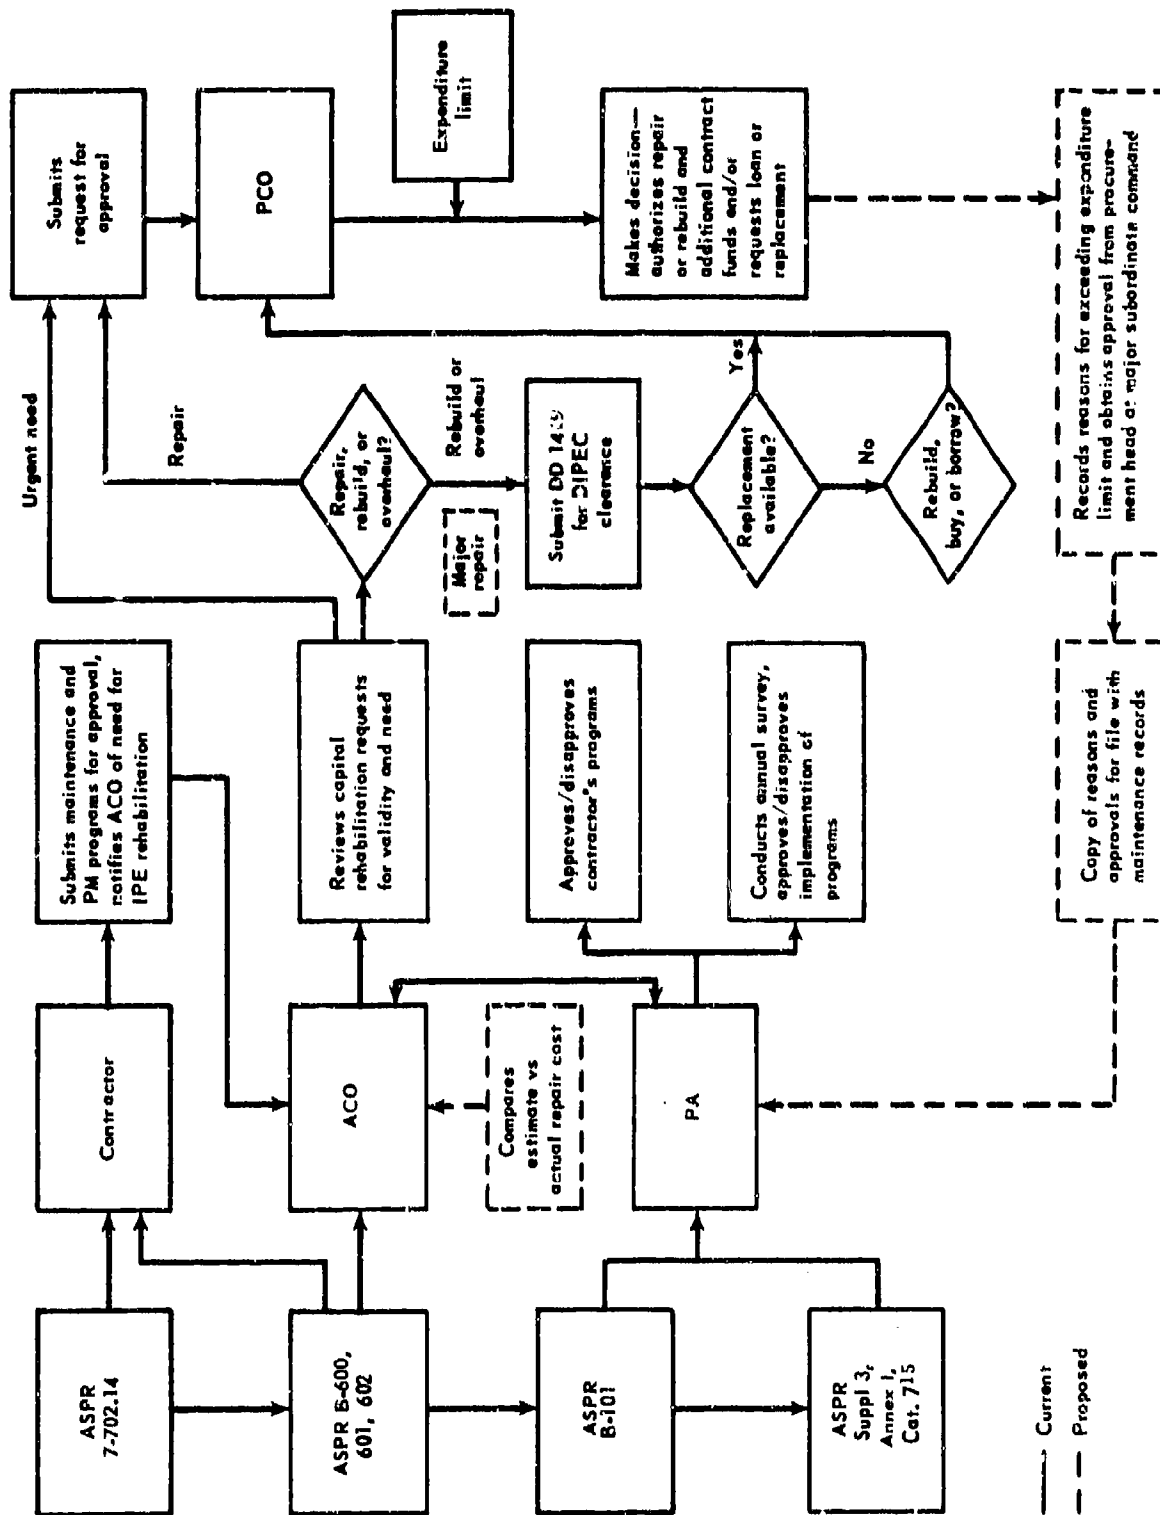 ASPR
7-702.14
ASPR B-600,
601, 602
ASPR
B-101
ASPR
Suppl 3,
Annex I,
Cat. 715
Contractor
ACO
Compares
estimate vs
actual repair cost
PA
Submits maintenance and
PM programs for approval,
notifies ACO of need for
IPE rehabilitation
Reviews capital
rehabilitation requests
for validity and need
Approves/disapproves
contractor's programs
Conducts annual survey,
approves/disapproves
implementation of
programs
Copy of reasons and
approvals for file with
maintenance records
Urgent need
Repair
Repair,
rebuild, or
overhaul?
Major
repair
Rebuild or
overhaul
Submit DD
for DIPEC
clearance
Replacement
available?
Yes
No
Rebuild,
buy, or borrow?
Submits
request for
approval
PCO
Expenditure
limit
Makes decision—
authorizes repair
or rebuild and
additional contract
funds end/or
requests loan or
replacement
Records reasons for exceeding expenditure
limit and obtains approval from procure-
ment head at major subordinate command
Current
Proposed